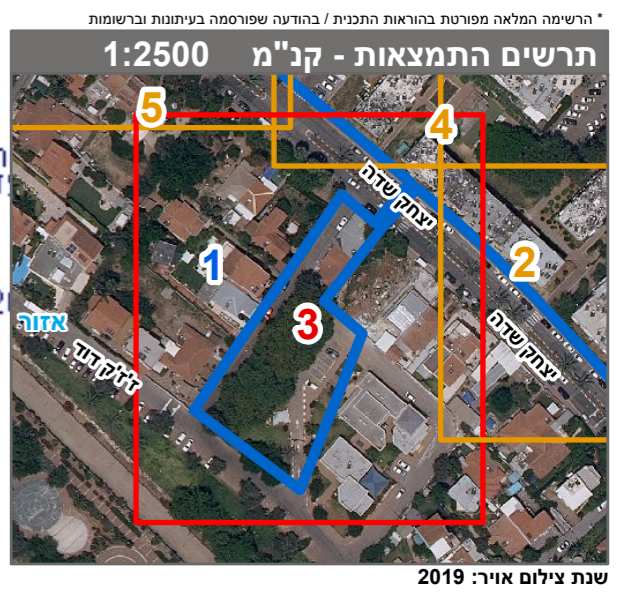 * הרשימה המלאה מפורטת בהוראות התכנית / בהודעה שפורסמה בעיתונות וברשומות
תרשים התמצאות - קנ"מ 1:2500
5
4
יצחק שדה
1
2
3
אזור
יצחק שדה
ז'ז'ק דוד
שנת צילום אויר: 2019